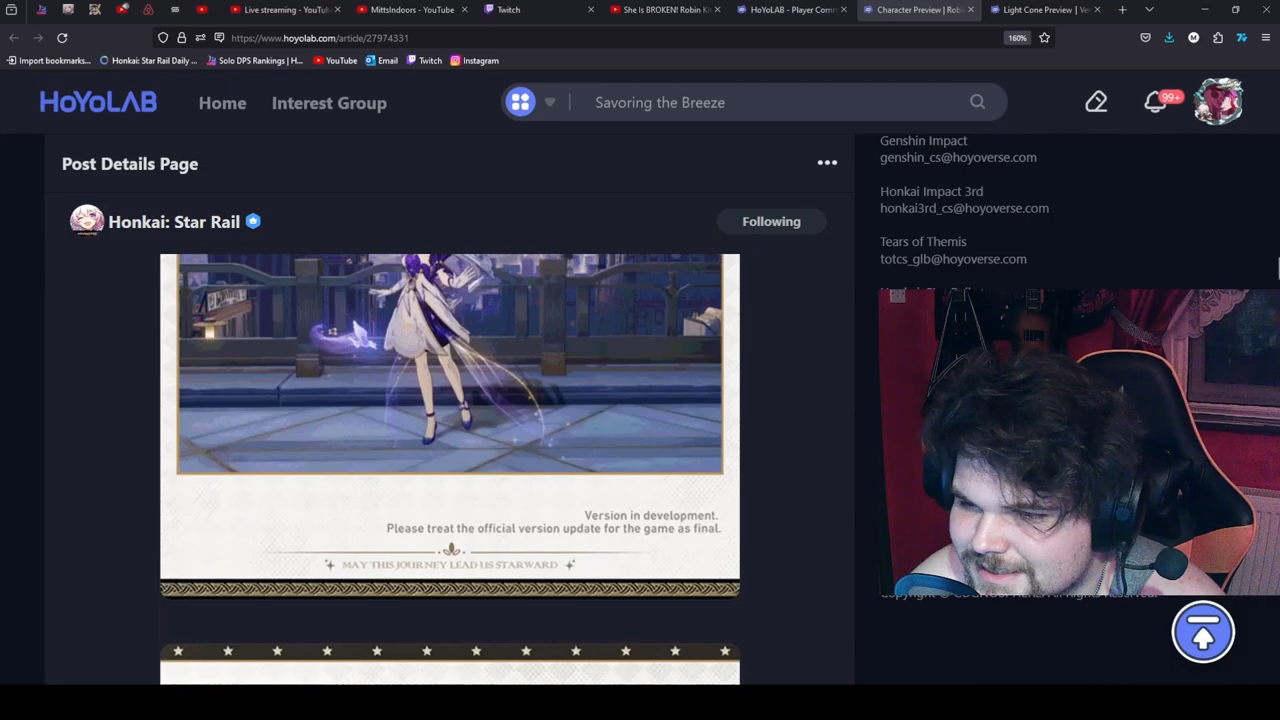 Live streaming - YouTu
MittsIndoors - YouTube
Twitch
She Is BROKEN! Robin Ki
HoYoLAB - Player Comm
Character Preview | Rob
Light Cone Preview | Ve
https://www.hoyolab.com/article/27974331
160%
Import bookmarks...
Honkai: Star Rail Daily ...
Solo DPS Rankings | H...
YouTube
Email
Twitch
Instagram
HoYoLAB
Home
Interest Group
Savoring the Breeze
99+
Post Details Page
Honkai: Star Rail
Following
Version in development.
Please treat the official version update for the game as final.
MAY THIS JOURNEY LEAD US STARWARD
Genshin Impact
genshin_cs@hoyoverse.com
Honkai Impact 3rd
honkai3rd_cs@hoyoverse.com
Tears of Themis
totcs_glb@hoyoverse.com